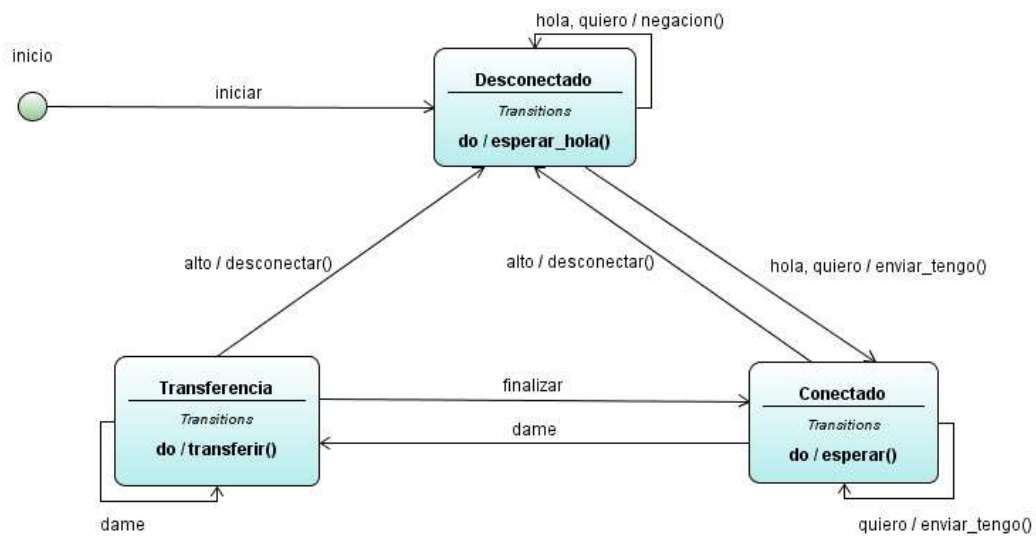 hola, quiero / negacion()
inicio
iniciar
Desconectado
Transitions
do / esperar_hola()
alto / desconectar()
alto / desconectar()
hola, quiero / enviar_tengo()
Transferencia
Transitions
do / transferir()
finalizar
dame
Conectado
Transitions
do / esperar()
dame
quiero / enviar_tengo()